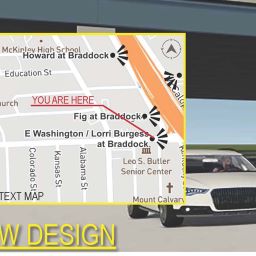 McKinley High School
Howard at Braddock
Education St
YOU ARE HERE
Fig at Braddock
E Washington / Lorri Burgess
at Braddock
Leo S. Butler
Senior Center
Colorado St
Kansas St
Alabama St
Mount Calvary
TEXT MAP
W DESIGN